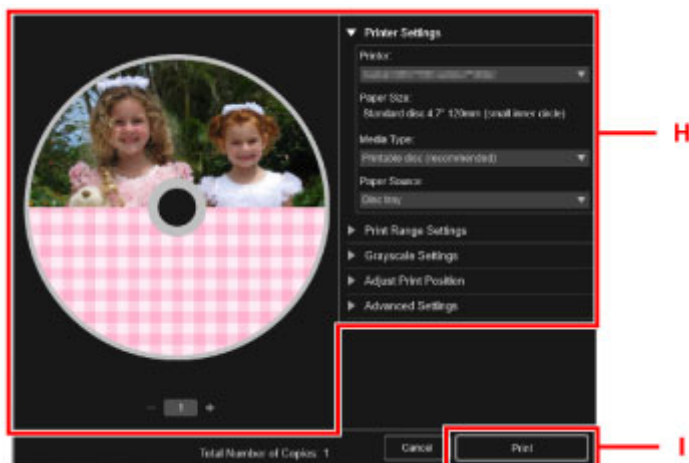 Printer Settings
Printer:
Paper Size:
Standard disc 4.7" 120mm (small inner circle)
Media Type:
Printable disc (recommended)
Paper Source:
Disc tray
Print Range Settings
Grayscale Settings
Adjust Print Position
Advanced Settings
H
- 1 +
Total Number of Copies: 1
Cancel
Print
I